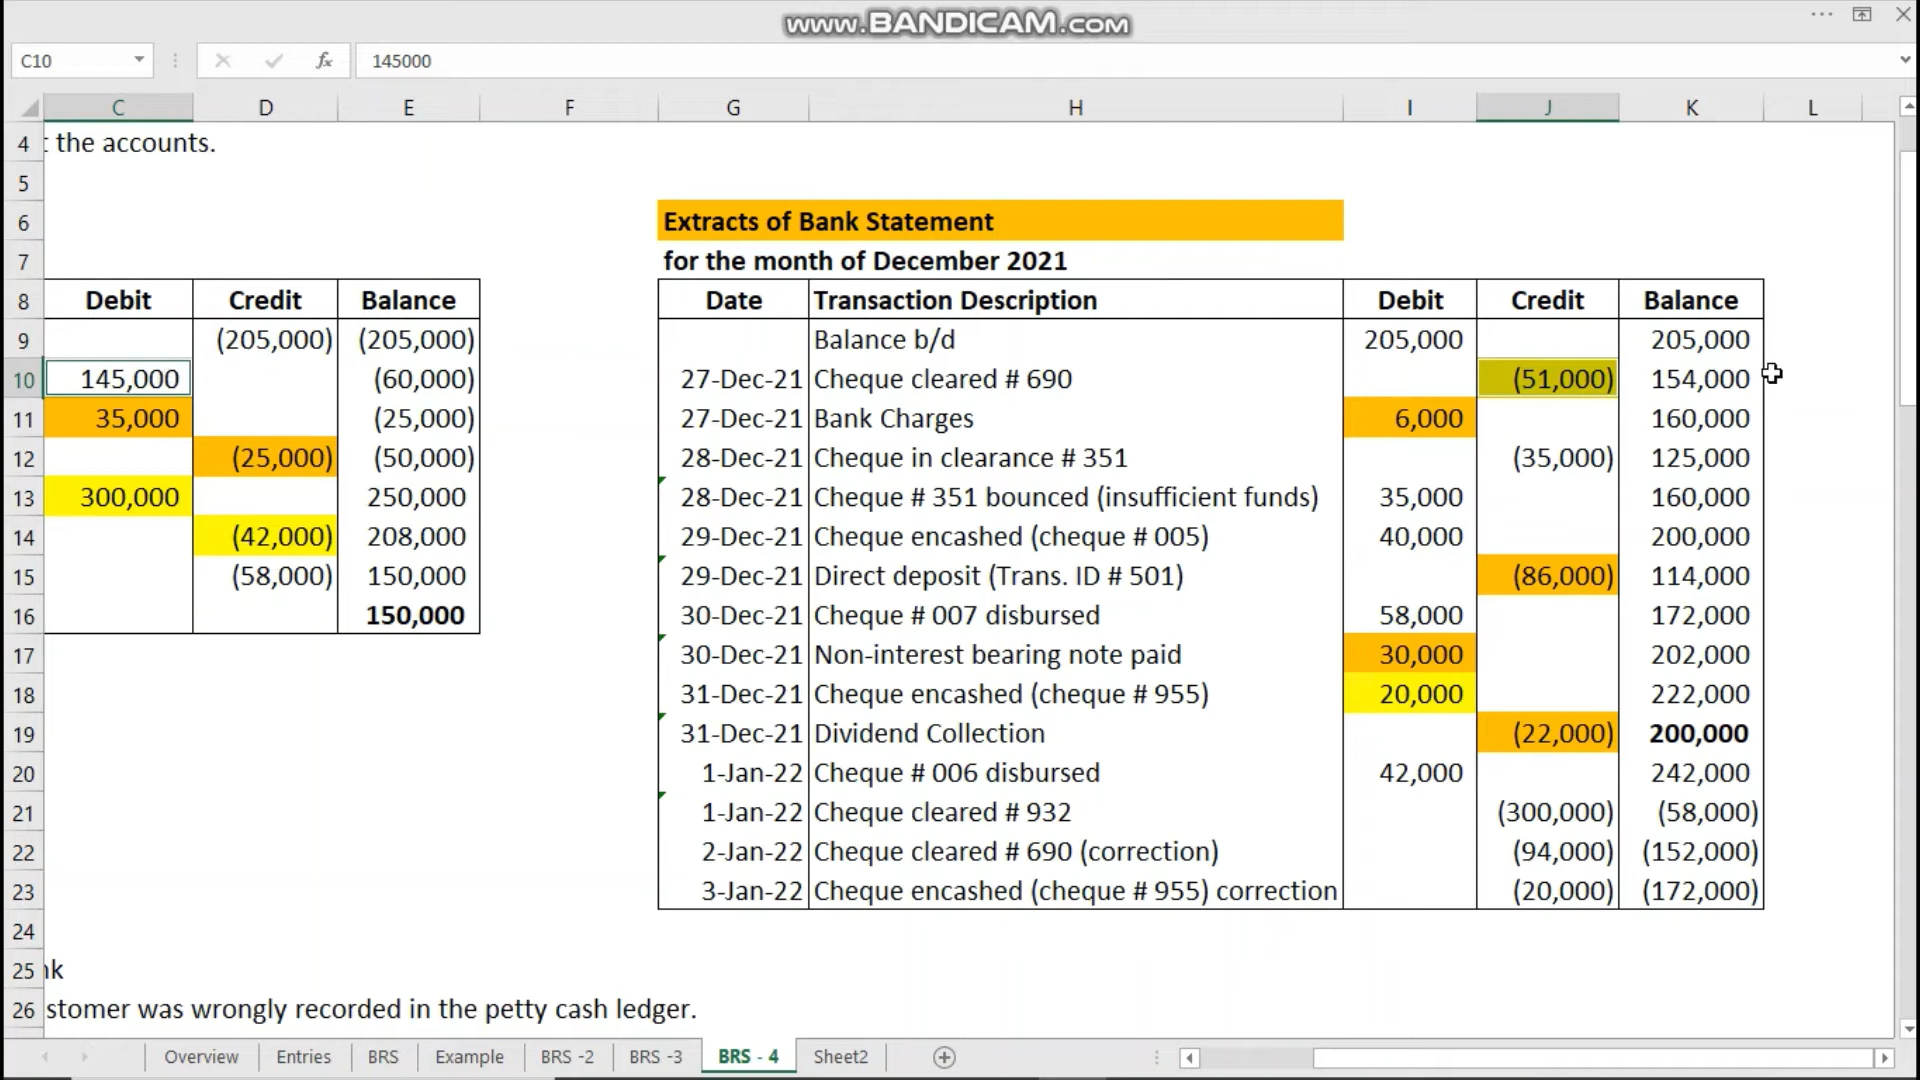 www.BANDICAM.com
C10 fx 145000
C D E F G H I J K L
4 t the accounts.
5
6 Extracts of Bank Statement
7 for the month of December 2021
8 Debit Credit Balance Date Transaction Description Debit Credit Balance
9 (205,000) (205,000) Balance b/d 205,000 205,000
10 145,000 (60,000) 27-Dec-21 Cheque cleared # 690 (51,000) 154,000
11 35,000 (25,000) 27-Dec-21 Bank Charges 6,000 160,000
12 (25,000) (50,000) 28-Dec-21 Cheque in clearance # 351 (35,000) 125,000
13 300,000 250,000 28-Dec-21 Cheque # 351 bounced (insufficient funds) 35,000 160,000
14 (42,000) 208,000 29-Dec-21 Cheque encashed (cheque # 005) 40,000 200,000
15 (58,000) 150,000 29-Dec-21 Direct deposit (Trans. ID # 501) (86,000) 114,000
16 150,000 30-Dec-21 Cheque # 007 disbursed 58,000 172,000
17 30-Dec-21 Non-interest bearing note paid 30,000 202,000
18 31-Dec-21 Cheque encashed (cheque # 955) 20,000 222,000
19 31-Dec-21 Dividend Collection (22,000) 200,000
20 1-Jan-22 Cheque # 006 disbursed 42,000 242,000
21 1-Jan-22 Cheque cleared # 932 (300,000) (58,000)
22 2-Jan-22 Cheque cleared # 690 (correction) (94,000) (152,000)
23 3-Jan-22 Cheque encashed (cheque # 955) correction (20,000) (172,000)
24
25 nk
26 stomer was wrongly recorded in the petty cash ledger.
Overview Entries BRS Example BRS -2 BRS -3 BRS - 4 Sheet2